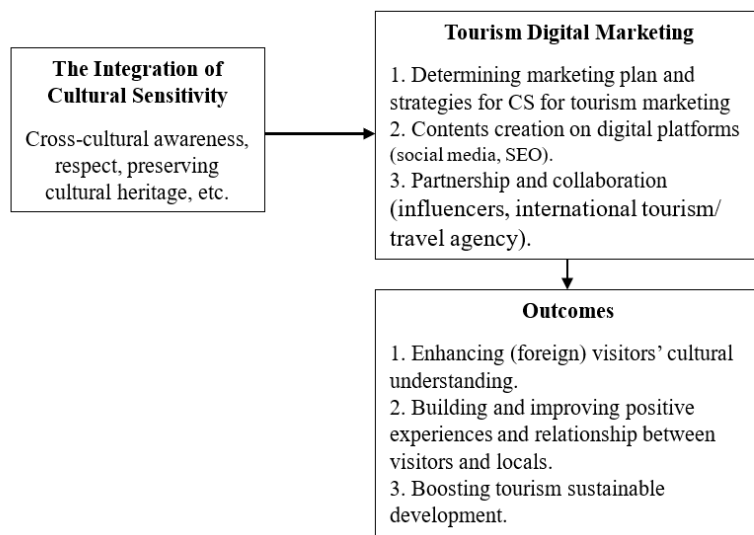 The Integration of
Cultural Sensitivity
Cross-cultural awareness,
respect, preserving
cultural heritage, etc.
Tourism Digital Marketing
1. Determining marketing plan and
strategies for CS for tourism marketing
2. Contents creation on digital platforms
(social media, SEO).
3. Partnership and collaboration
(influencers, international tourism/
travel agency).
Outcomes
1. Enhancing (foreign) visitors’ cultural
understanding.
2. Building and improving positive
experiences and relationship between
visitors and locals.
3. Boosting tourism sustainable
development.